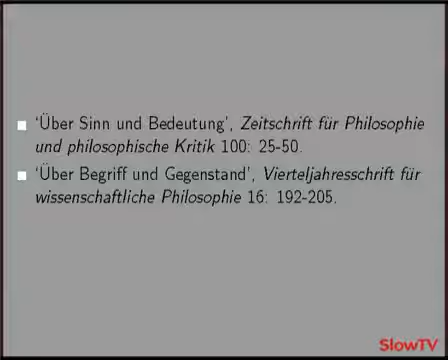 'Über Sinn und Bedeutung', Zeitschrift für Philosophie
und philosophische Kritik 100: 25-50.
'Über Begriff und Gegenstand', Vierteljahresschrift für
wissenschaftliche Philosophie 16: 192-205.
SlowTV